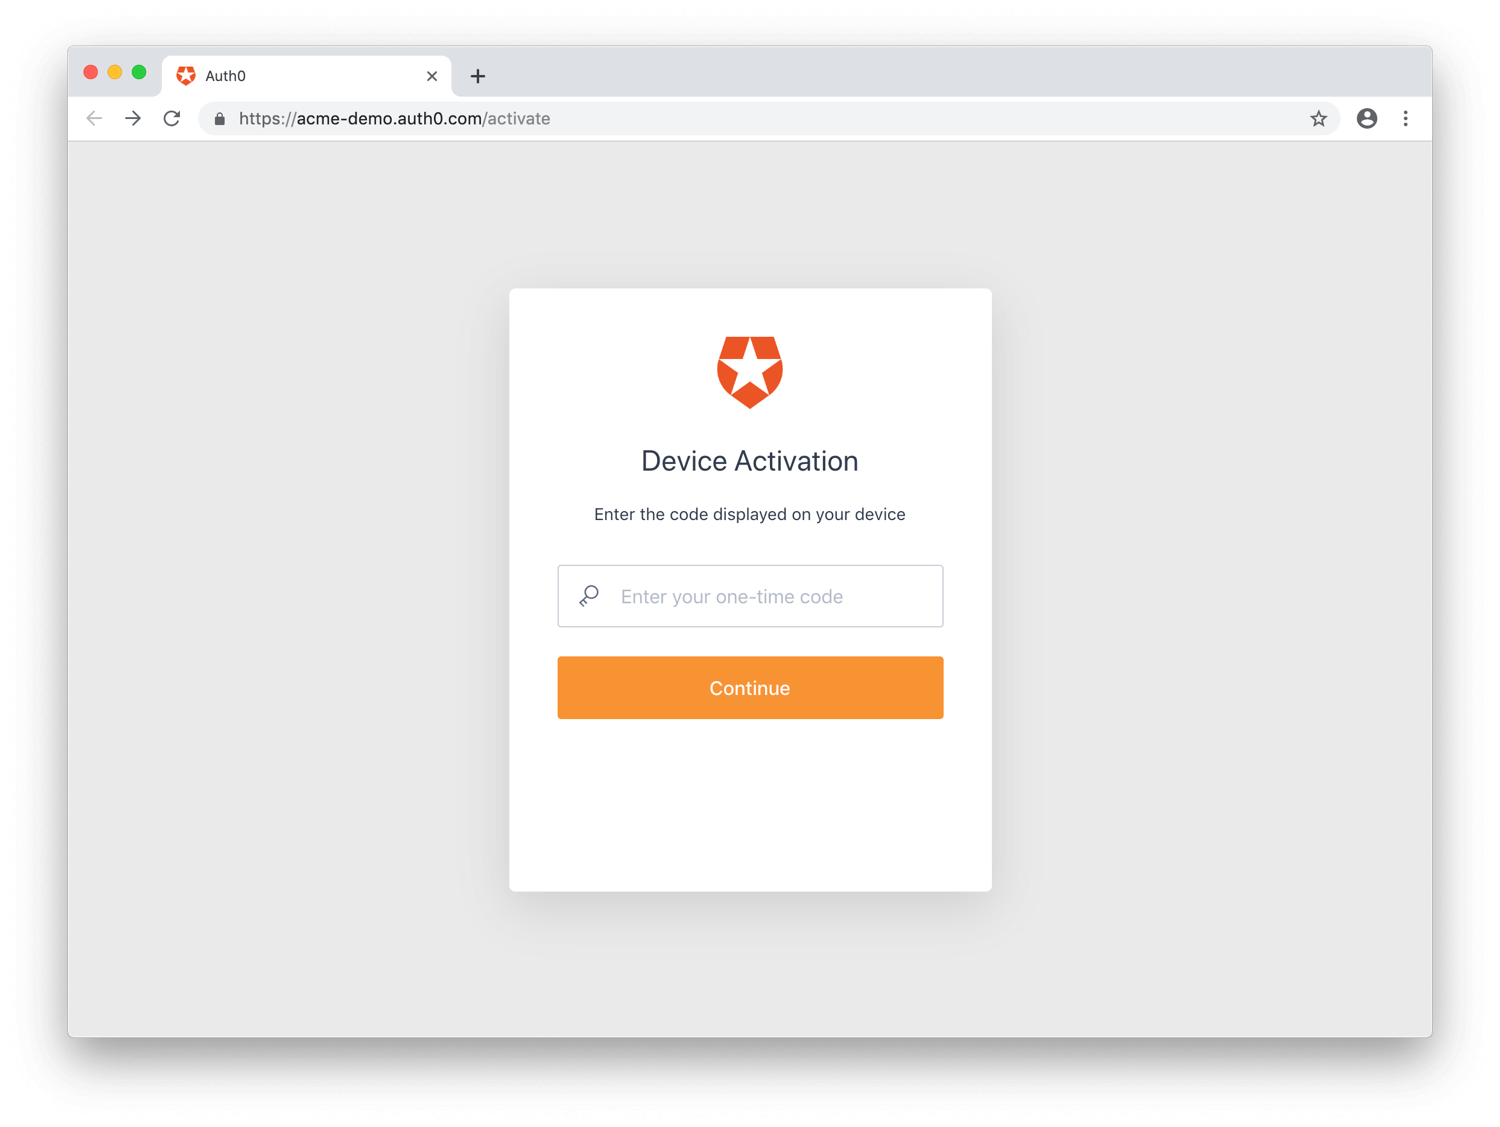 Auth0
https://acme-demo.auth0.com/activate
Device Activation
Enter the code displayed on your device
Enter your one-time code
Continue